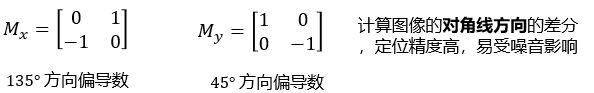 M_x = [0 1
-1 0]
M_y = [1 0
0 -1]
计算图像的对角线方向的差分
，定位精度高，易受噪音影响
135° 方向偏导数
45° 方向偏导数